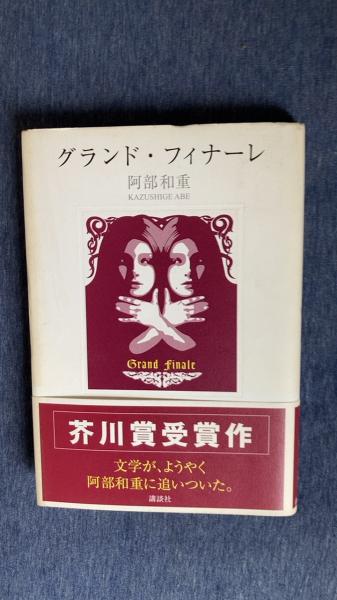 グランド・フィナーレ
阿部和重
KAZUSHIGE ABE
Grand Finale
芥川賞受賞作
文学が、ようやく
阿部和重に追いついた。
講談社